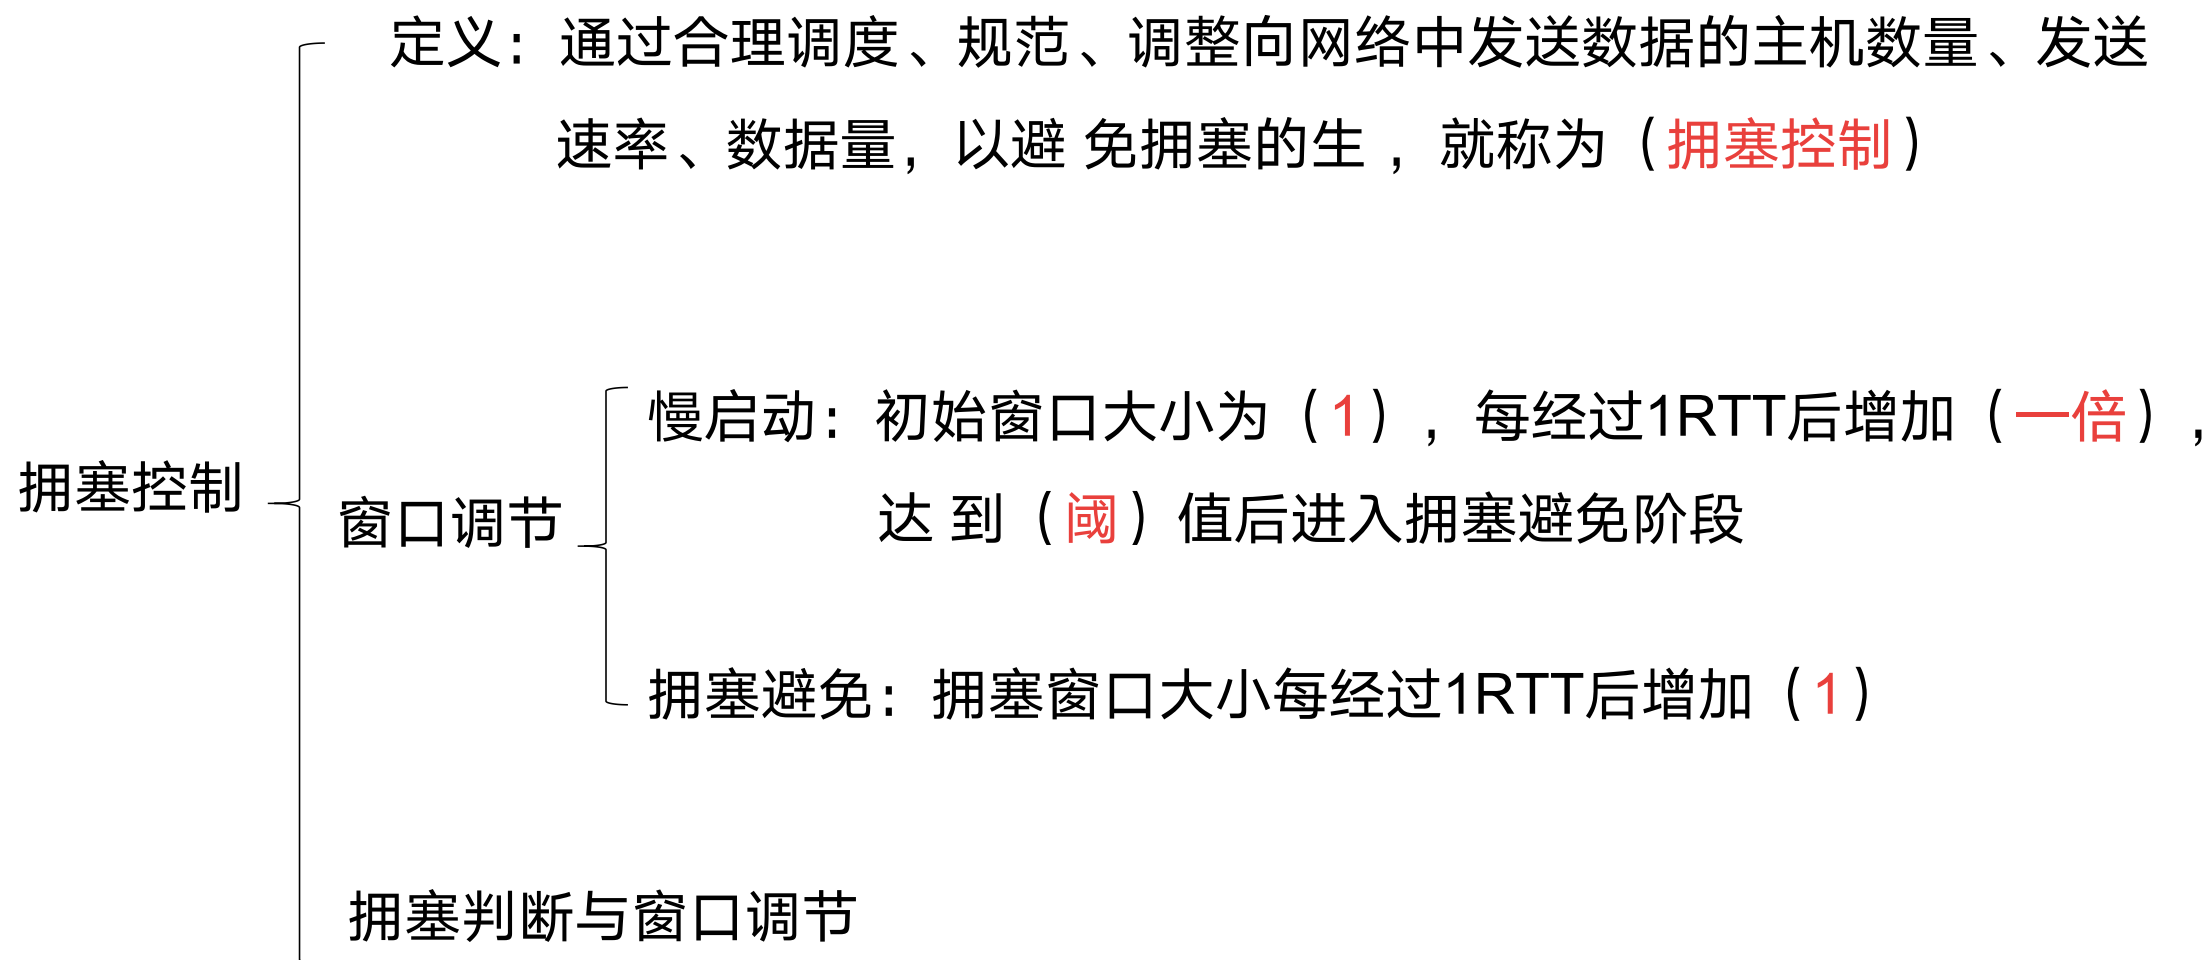 定义：通过合理调度、规范、调整向网络中发送数据的主机数量、发送
速率、数据量，以避 免拥塞的生 ，就称为（拥塞控制）
慢启动：初始窗口大小为（1），每经过1RTT后增加（一倍），
达 到（阈）值后进入拥塞避免阶段
拥塞控制
窗口调节
拥塞避免：拥塞窗口大小每经过1RTT后增加（1）
拥塞判断与窗口调节